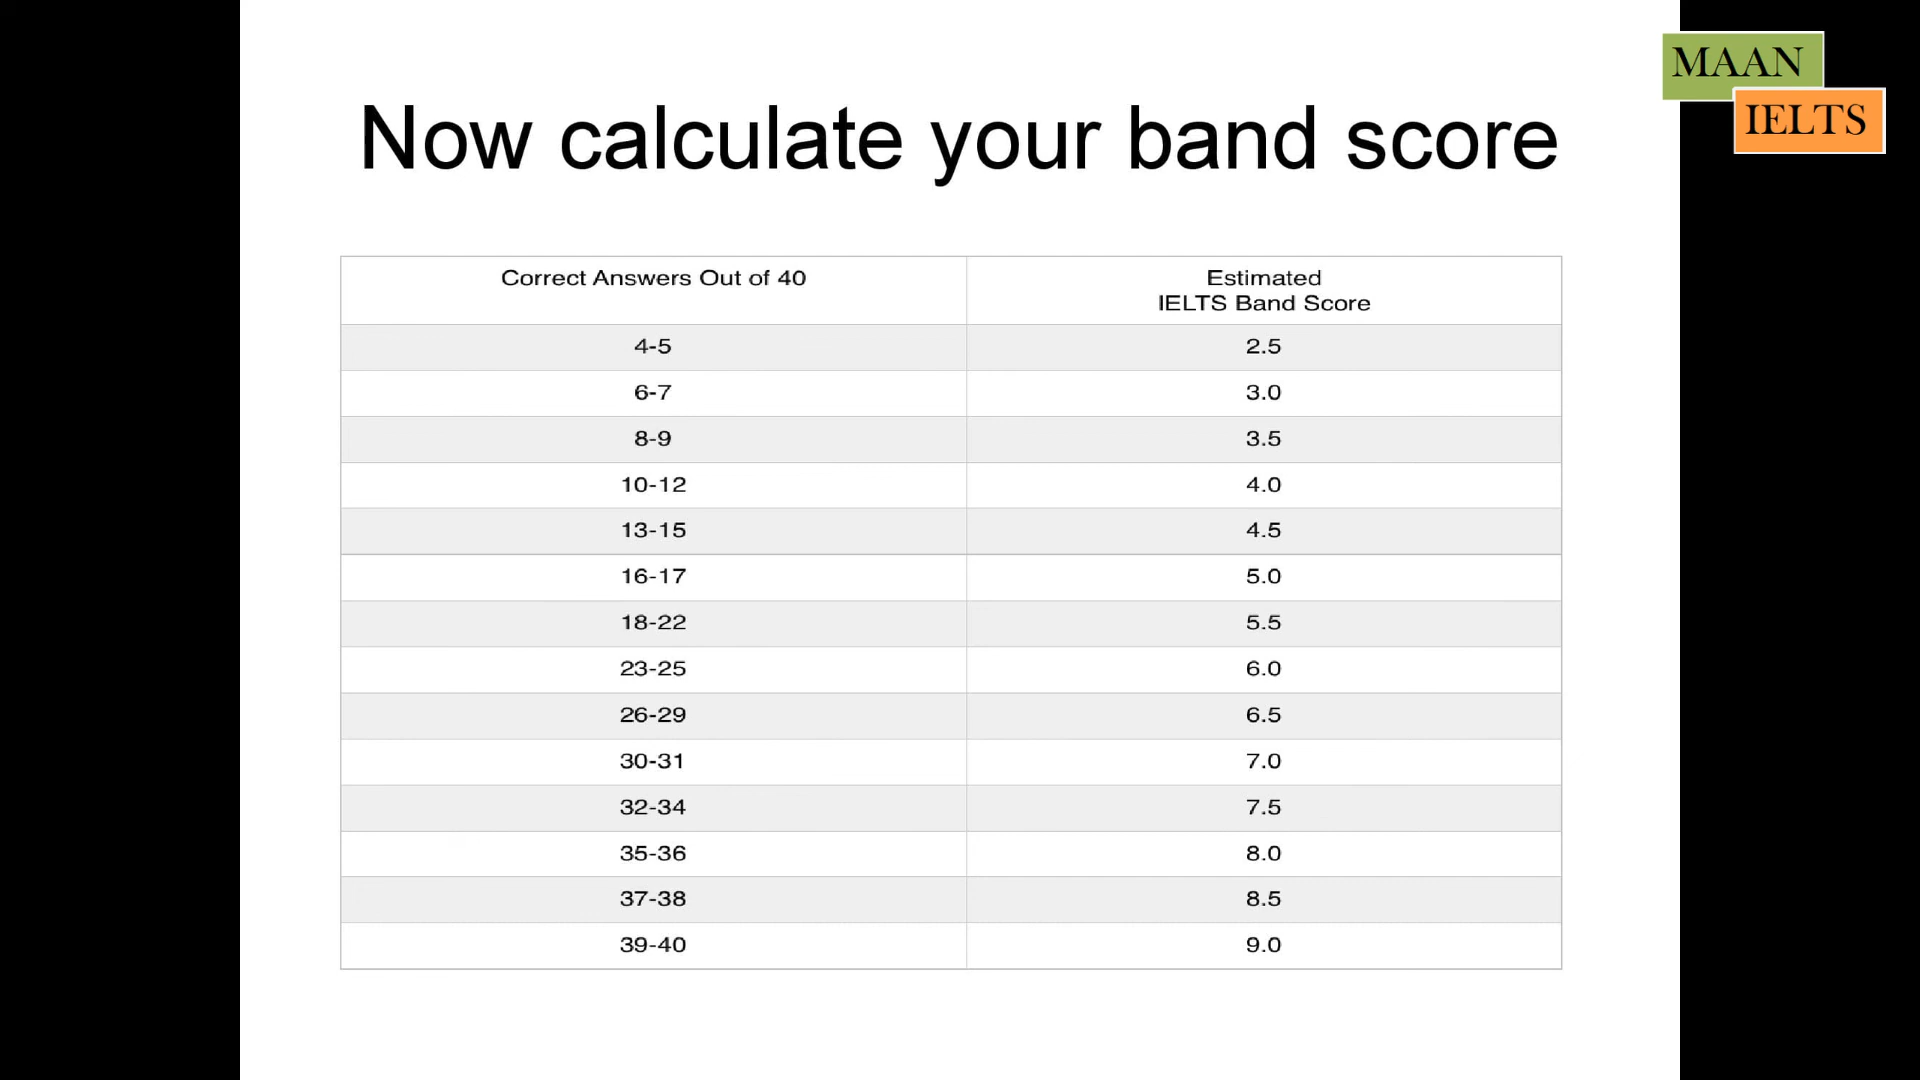 MAAN
IELTS
Now calculate your band score
Correct Answers Out of 40 Estimated
IELTS Band Score
4-5 2.5
6-7 3.0
8-9 3.5
10-12 4.0
13-15 4.5
16-17 5.0
18-22 5.5
23-25 6.0
26-29 6.5
30-31 7.0
32-34 7.5
35-36 8.0
37-38 8.5
39-40 9.0